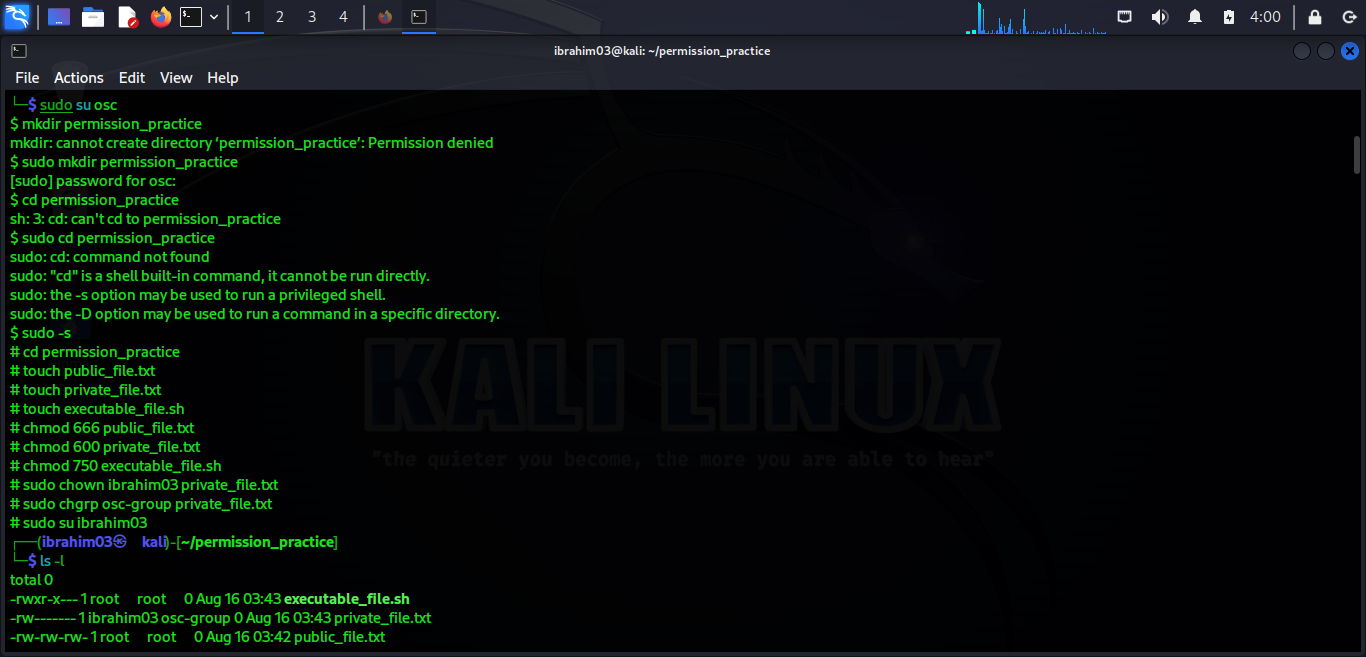 1 2 3 4 4:00
ibrahim03@kali: ~/permission_practice
File Actions Edit View Help
└─$ sudo su osc
$ mkdir permission_practice
mkdir: cannot create directory ‘permission_practice’: Permission denied
$ sudo mkdir permission_practice
[sudo] password for osc:
$ cd permission_practice
sh: 3: cd: can't cd to permission_practice
$ sudo cd permission_practice
sudo: cd: command not found
sudo: "cd" is a shell built-in command, it cannot be run directly.
sudo: the -s option may be used to run a privileged shell.
sudo: the -D option may be used to run a command in a specific directory.
$ sudo -s
# cd permission_practice
# touch public_file.txt
# touch private_file.txt
# touch executable_file.sh
# chmod 666 public_file.txt
# chmod 600 private_file.txt
# chmod 750 executable_file.sh
# sudo chown ibrahim03 private_file.txt
# sudo chgrp osc-group private_file.txt
# sudo su ibrahim03
┌──(ibrahim03㉿kali)-[~/permission_practice]
└─$ ls -l
total 0
-rwxr-x--- 1 root root 0 Aug 16 03:43 executable_file.sh
-rw------- 1 ibrahim03 osc-group 0 Aug 16 03:43 private_file.txt
-rw-rw-rw- 1 root root 0 Aug 16 03:42 public_file.txt
KALI LINUX
"the quieter you become, the more you are able to hear"